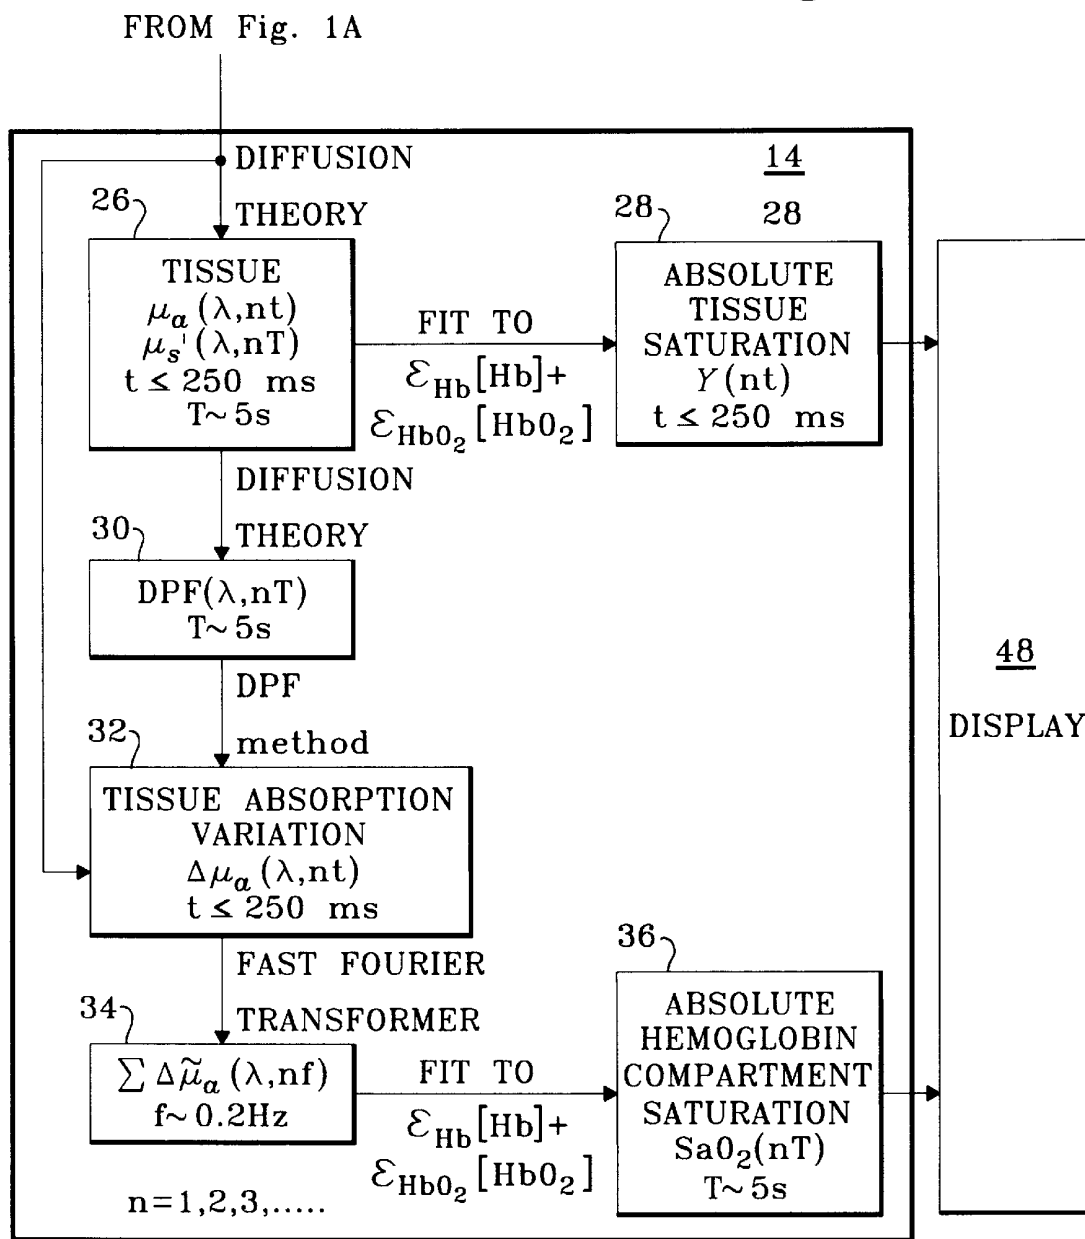 FROM Fig. 1A
DIFFUSION
14
THEORY
26
28
28
TISSUE
μa(λ,nt)
μs'(λ,nT)
t ≤ 250 ms
T~5s
FIT TO
εHb[Hb]+
εHbO2[HbO2]
ABSOLUTE
TISSUE
SATURATION
Y(nt)
t ≤ 250 ms
DIFFUSION
THEORY
30
DPF(λ,nT)
T~5s
DPF
method
48
DISPLAY
32
TISSUE ABSORPTION
VARIATION
Δμa(λ,nt)
t ≤ 250 ms
FAST FOURIER
TRANSFORMER
34
Σ Δμ̃a(λ,nf)
f~0.2Hz
FIT TO
εHb[Hb]+
εHbO2[HbO2]
36
ABSOLUTE
HEMOGLOBIN
COMPARTMENT
SATURATION
SaO2(nT)
T~5s
n=1,2,3,.....